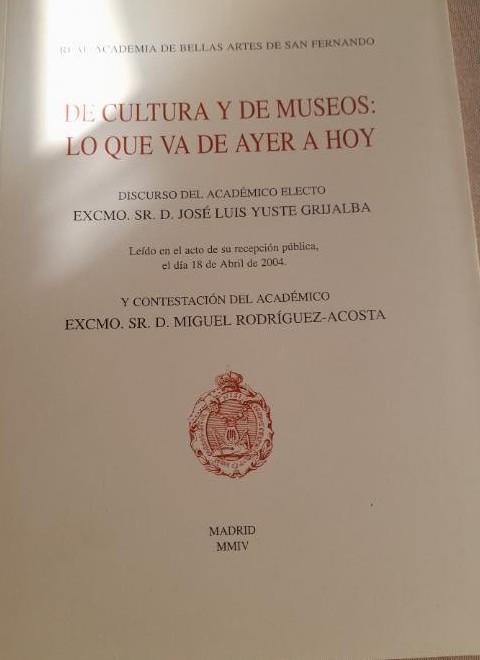 REAL ACADEMIA DE BELLAS ARTES DE SAN FERNANDO
DE CULTURA Y DE MUSEOS:
LO QUE VA DE AYER A HOY
DISCURSO DEL ACADÉMICO ELECTO
EXCMO. SR. D. JOSÉ LUIS YUSTE GRIJALBA
Leído en el acto de su recepción pública,
el día 18 de Abril de 2004.
Y CONTESTACIÓN DEL ACADÉMICO
EXCMO. SR. D. MIGUEL RODRÍGUEZ-ACOSTA
MADRID
MMIV